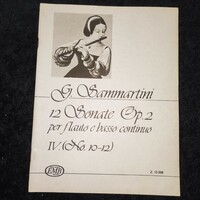 G. Sammartini
12 Sonate Op. 2
per flauto e basso continuo
IV. (No. 10-12)
EMB